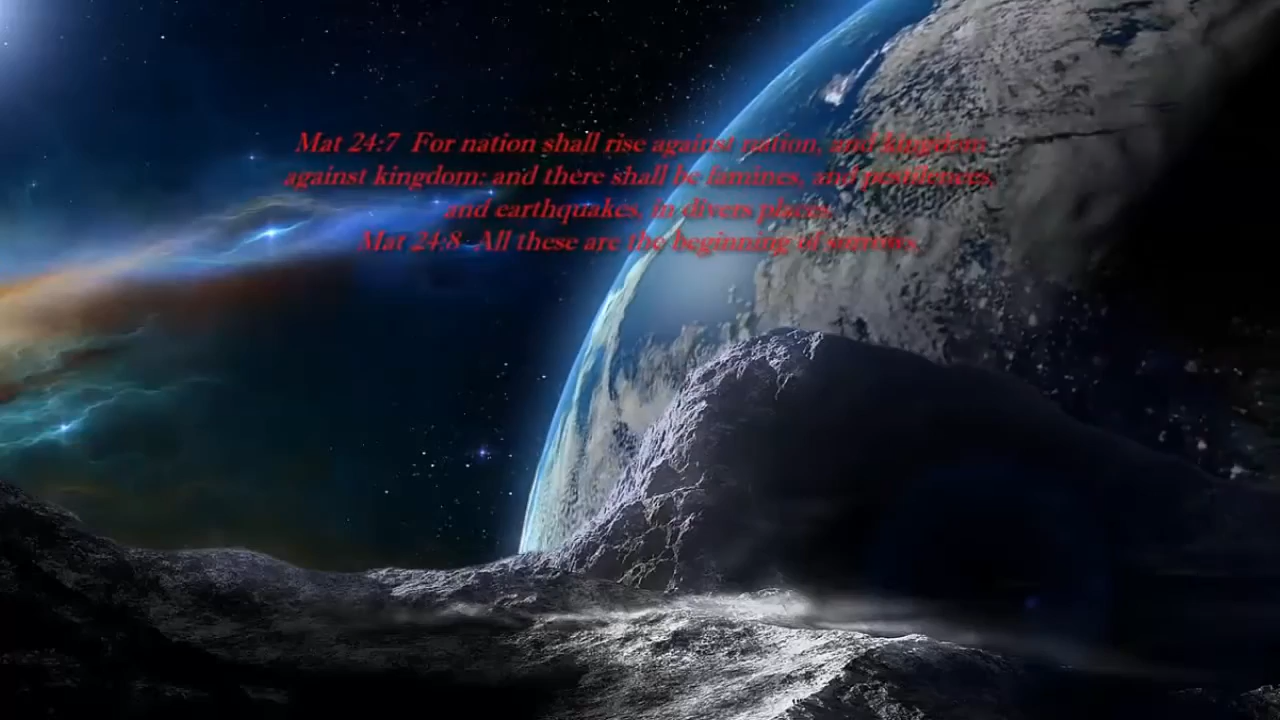 Mat 24:7 For nation shall rise against nation, and kingdom
against kingdom: and there shall be famines, and pestilences,
and earthquakes, in divers places.
Mat 24:8 All these are the beginning of sorrows.